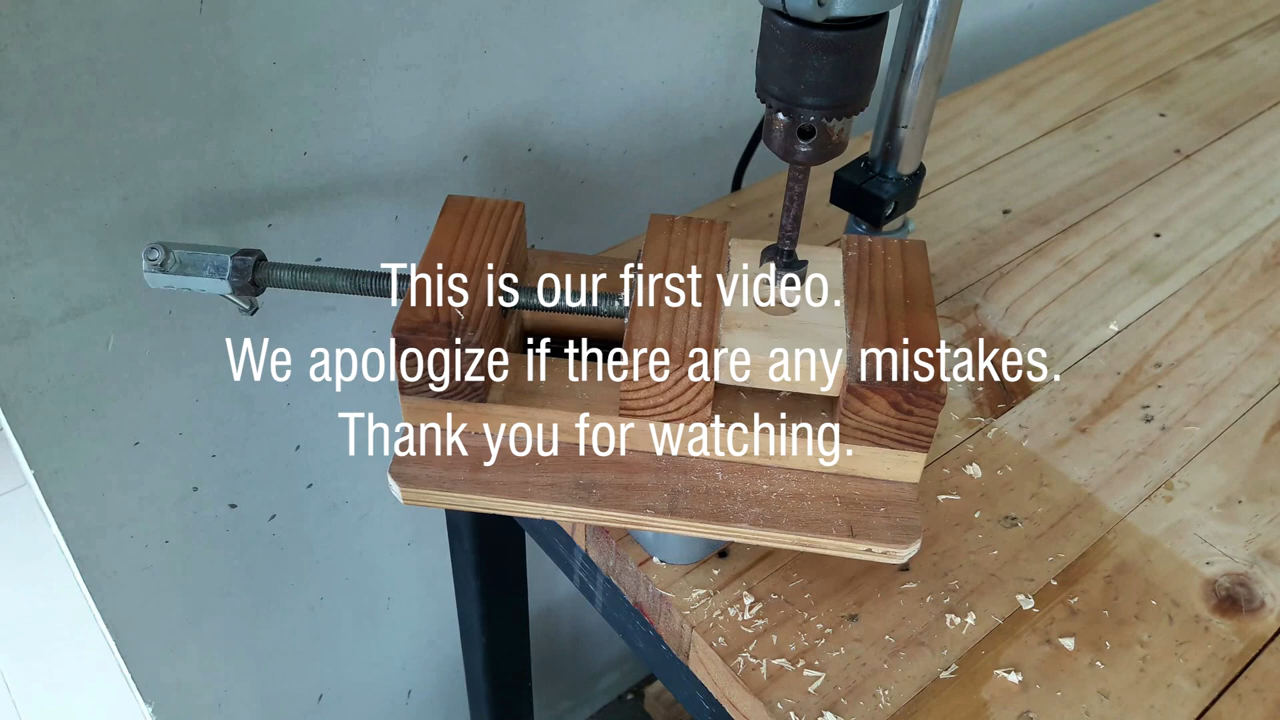 This is our first video.
We apologize if there are any mistakes.
Thank you for watching.